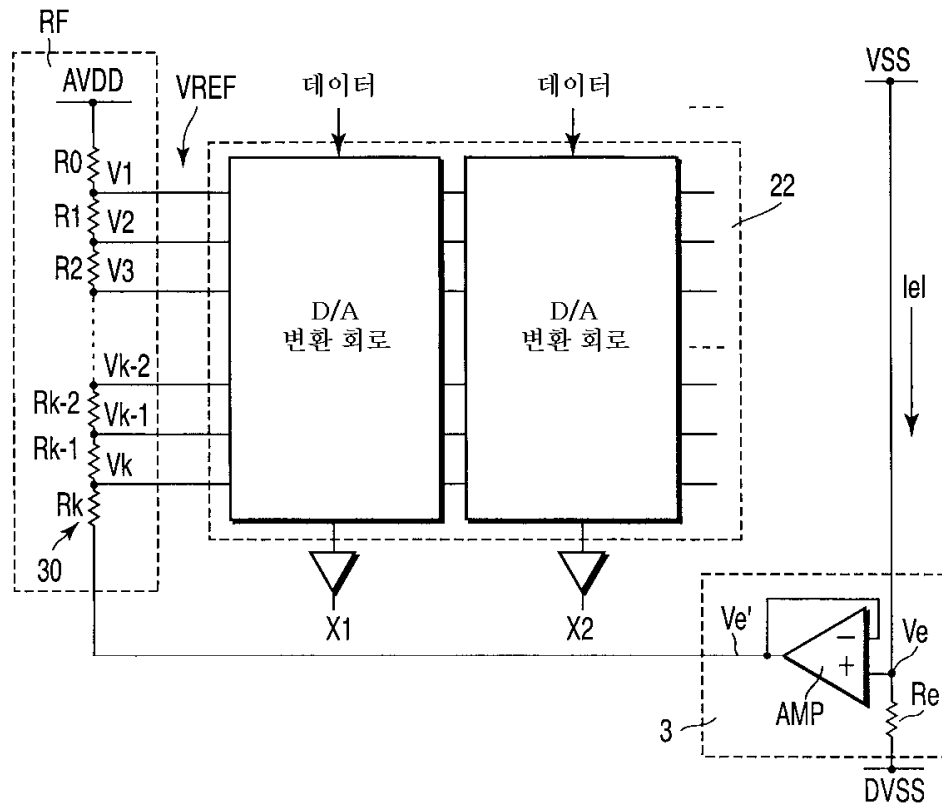 RF
AVDD
VREF
데이터
데이터
VSS
R0
V1
R1
V2
R2
V3
22
D/A
변환 회로
D/A
변환 회로
Iel
Vk-2
Rk-2
Vk-1
Rk-1
Vk
Rk
30
X1
X2
Ve'
−
+
AMP
Ve
Re
3
DVSS